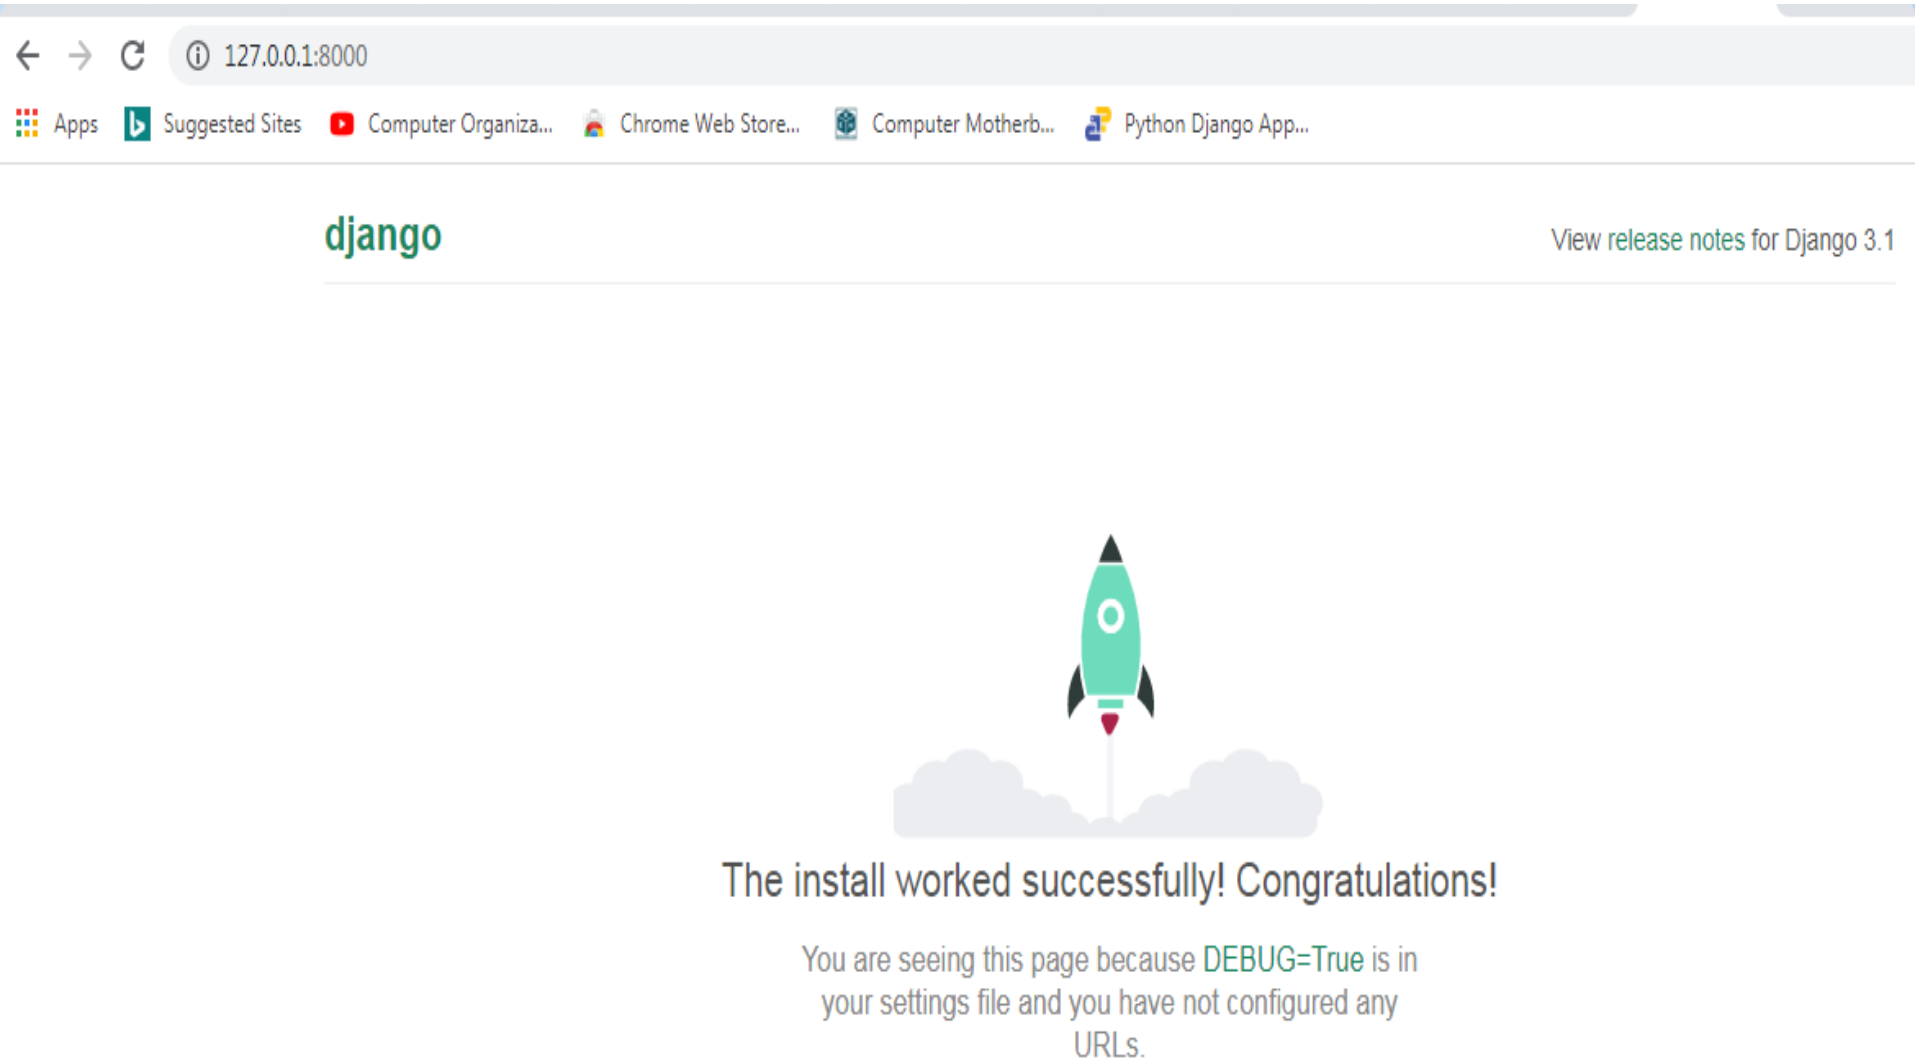 127.0.0.1:8000
Apps Suggested Sites Computer Organiza... Chrome Web Store... Computer Motherb... Python Django App...
django View release notes for Django 3.1
The install worked successfully! Congratulations!
You are seeing this page because DEBUG=True is in
your settings file and you have not configured any
URLs.